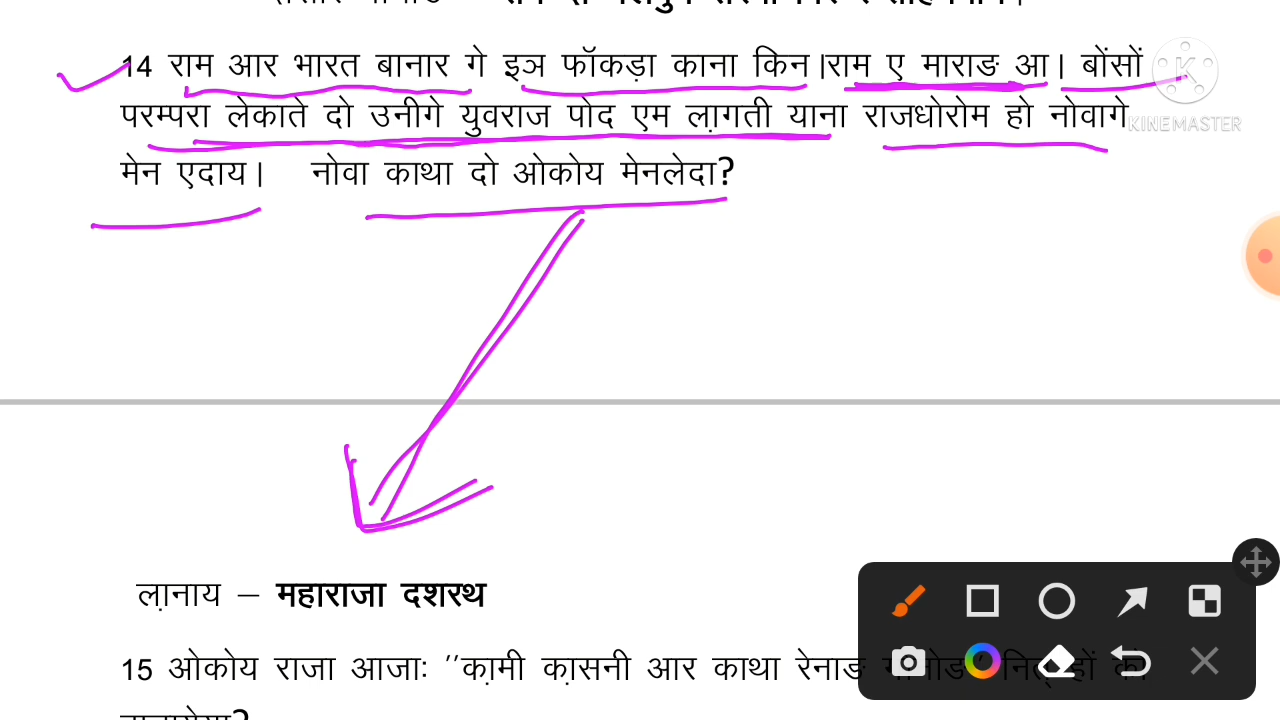 14 राम आर भारत बानार गे इञ फॉकड़ा काना किन।राम ए माराङ आ। बोंसों
KINEMASTER
परम्परा लेकाते दो उनीगे युवराज पोद एम ला़गती याना राजधोरोम हो नोवागे
मेन एदाय। नोवा काथा दो ओकोय मेनलेदा?
ला़नाय – महाराजा दशरथ
15 ओकोय राजा आजाः ''का़मी का़सनी आर काथा रेनाङ